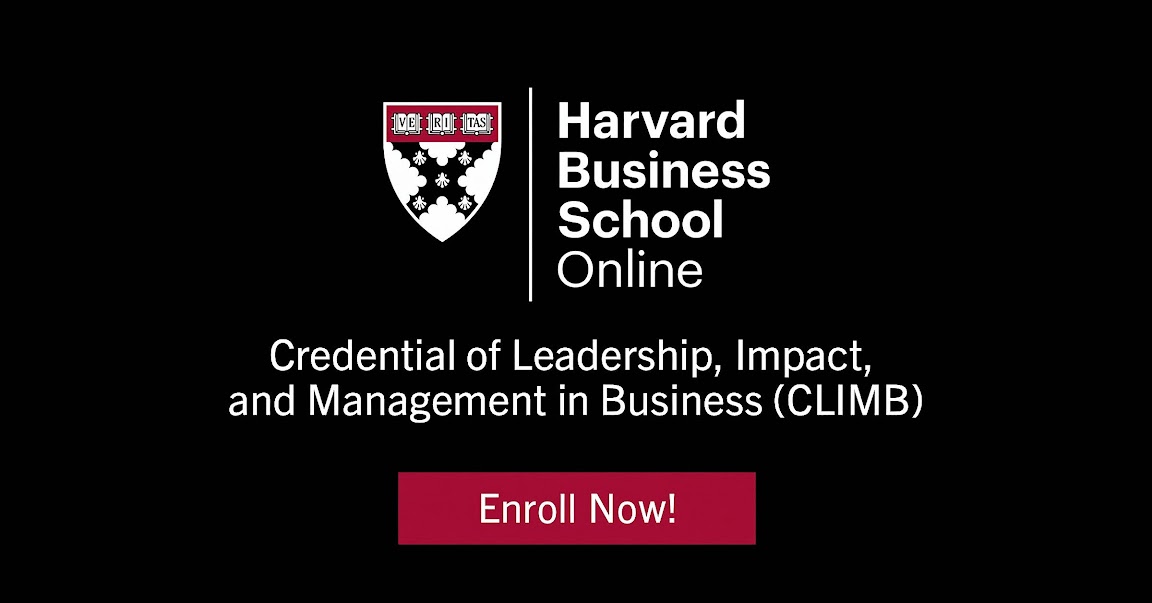 VE RI TAS
Harvard
Business
School
Online
Credential of Leadership, Impact,
and Management in Business (CLIMB)
Enroll Now!